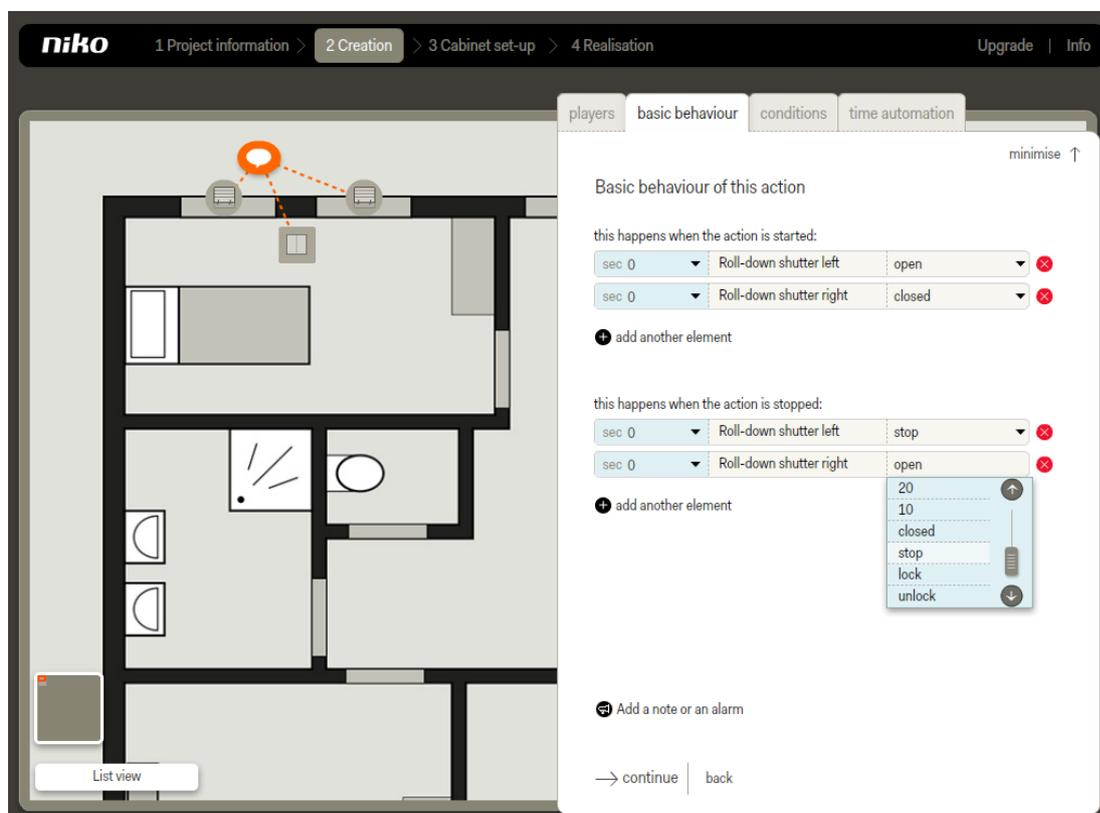 niko 1 Project information 2 Creation 3 Cabinet set-up 4 Realisation Upgrade | Info
players basic behaviour conditions time automation
minimise
Basic behaviour of this action
this happens when the action is started:
sec 0 Roll-down shutter left open
sec 0 Roll-down shutter right closed
add another element
this happens when the action is stopped:
sec 0 Roll-down shutter left stop
sec 0 Roll-down shutter right open
20
10
closed
stop
lock
unlock
add another element
Add a note or an alarm
List view
continue back